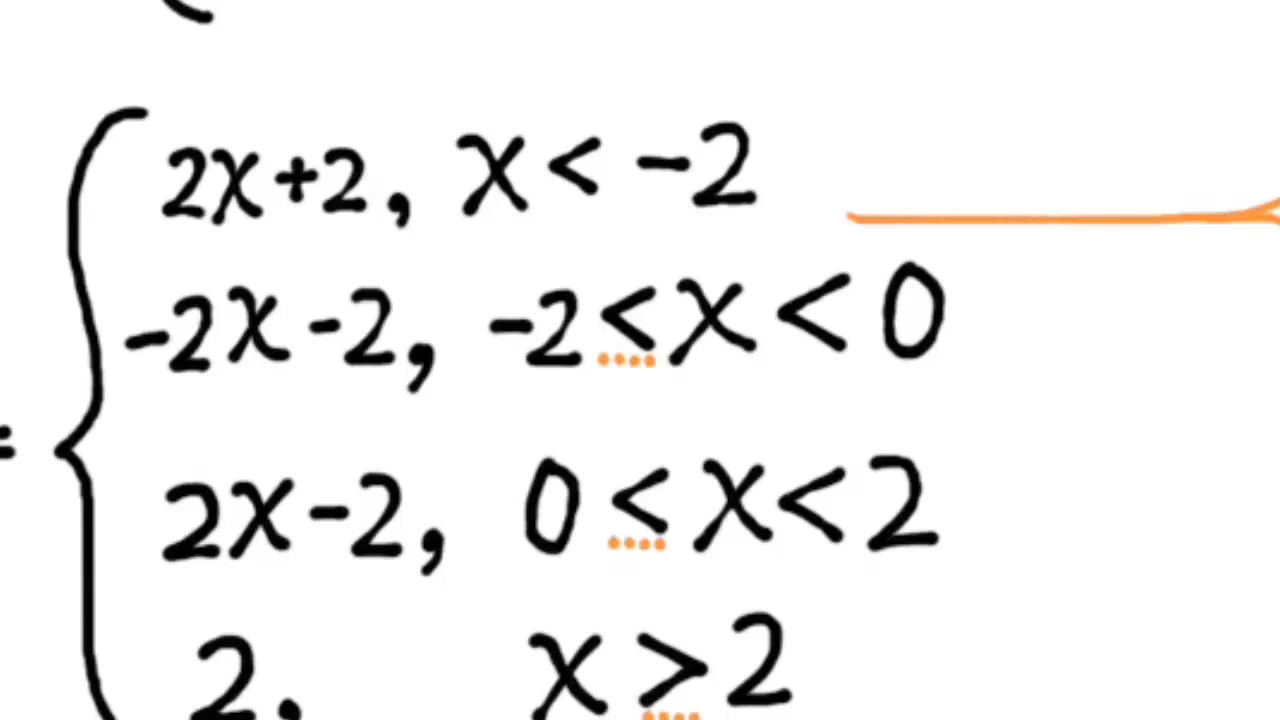 2x+2, x < -2
-2x-2, -2 ≤ x < 0
= 2x-2, 0 ≤ x < 2
2, x ≥ 2